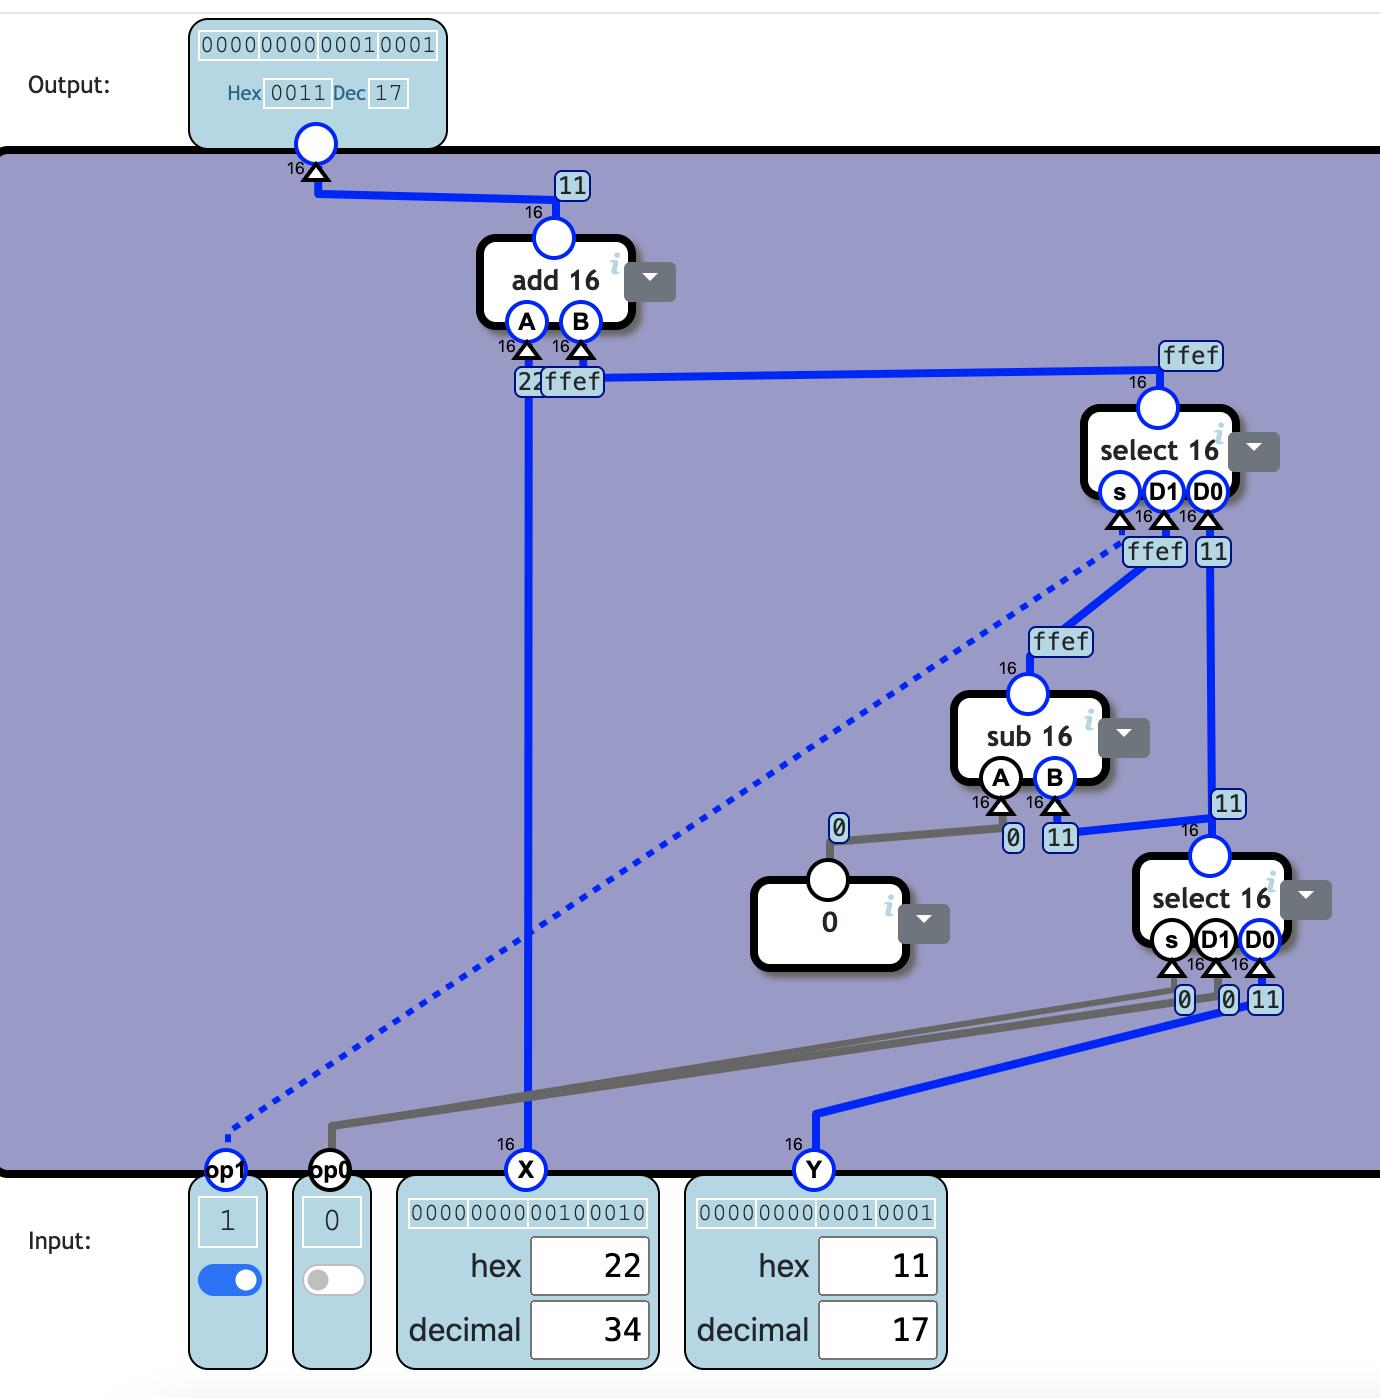 0000 0000 0001 0001
Output:
Hex 0011 Dec 17
16
11
16
add 16 i
A B
16 16
22 ffef
ffef
16
select 16 i
s D1 D0
16 16
ffef 11
ffef
16
sub 16 i
A B
16 16
0 11
0
0 i
11
16
select 16 i
s D1 D0
16 16
0 0 11
16 16
op1 op0 X Y
1 0 0000 0000 0010 0010 0000 0000 0001 0001
Input:
hex 22 hex 11
decimal 34 decimal 17